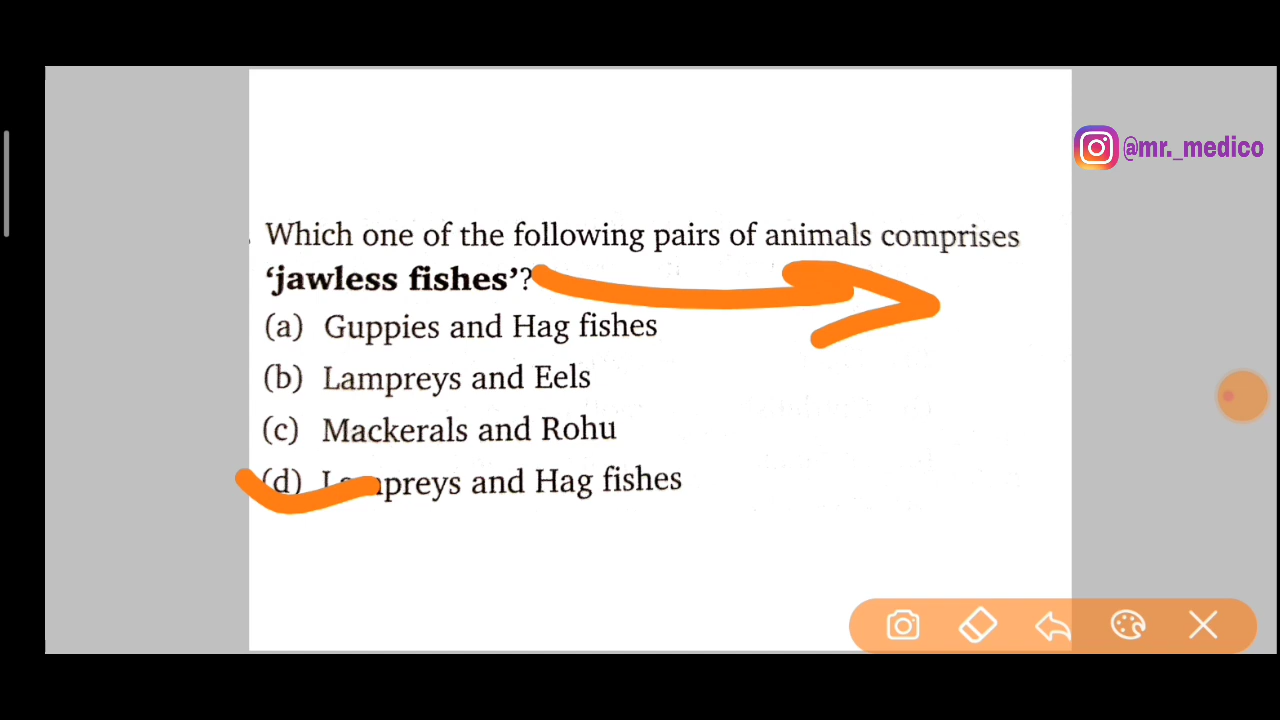 @mr._medico
Which one of the following pairs of animals comprises
‘jawless fishes’?
(a) Guppies and Hag fishes
(b) Lampreys and Eels
(c) Mackerals and Rohu
(d) Lampreys and Hag fishes